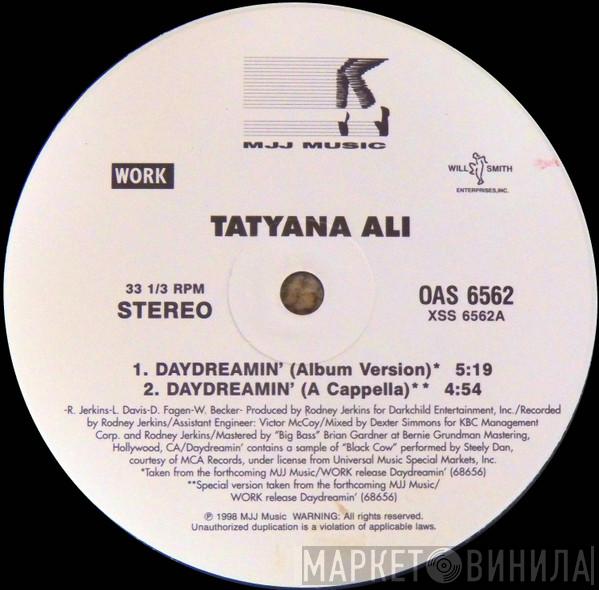 MJJ MUSIC
WORK
WILL SMITH
ENTERPRISES, INC.
TATYANA ALI
33 1/3 RPM
STEREO
OAS 6562
XSS 6562A
1. DAYDREAMIN' (Album Version)* 5:19
2. DAYDREAMIN' (A Cappella)** 4:54
-R. Jerkins-L. Davis-D. Fagen-W. Becker- Produced by Rodney Jerkins for Darkchild Entertainment, Inc./Recorded
by Rodney Jerkins/Assistant Engineer: Victor McCoy/Mixed by Dexter Simmons for KBC Management
Corp. and Rodney Jerkins/Mastered by "Big Bass" Brian Gardner at Bernie Grundman Mastering,
Hollywood, CA/Daydreamin' contains a sample of "Black Cow" performed by Steely Dan,
courtesy of MCA Records, under license from Universal Music Special Markets, Inc.
*Taken from the forthcoming MJJ Music/WORK release Daydreamin' (68656)
**Special version taken from the forthcoming MJJ Music/
WORK release Daydreamin' (68656)
℗ 1998 MJJ Music WARNING: All rights reserved.
Unauthorized duplication is a violation of applicable laws.
МАРКЕТ ВИНИЛА